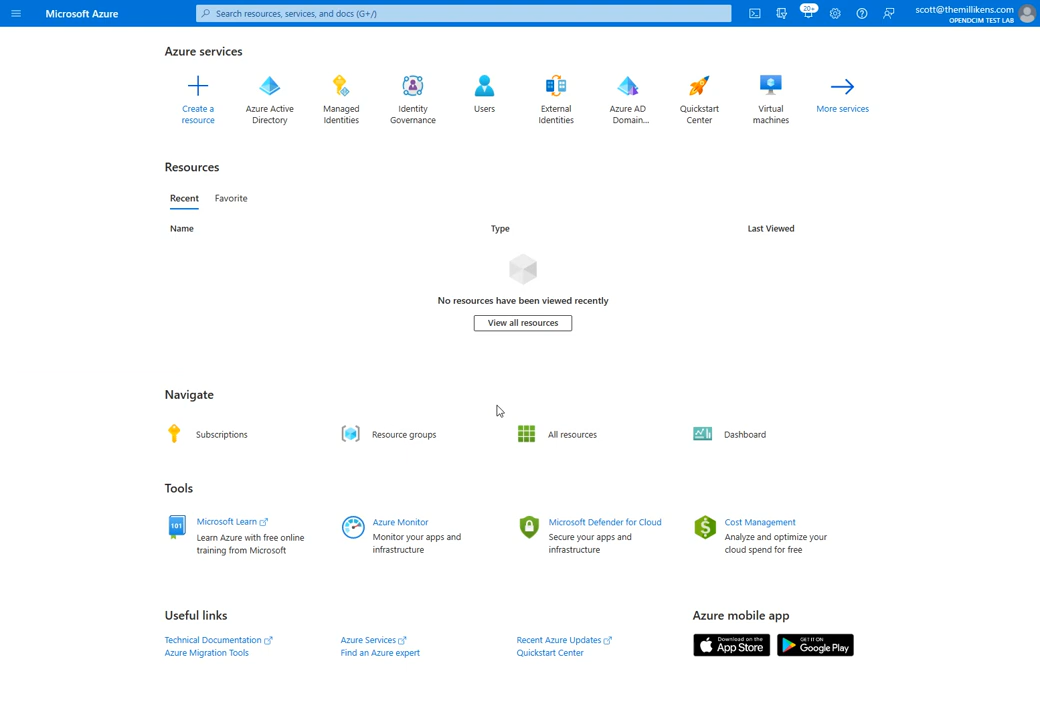 Microsoft Azure
Search resources, services, and docs (G+/)
20+
scott@themillikens.com
OPENDCIM TEST LAB
Azure services
Create a
resource
Azure Active
Directory
Managed
Identities
Identity
Governance
Users
External
Identities
Azure AD
Domain...
Quickstart
Center
Virtual
machines
More services
Resources
Recent
Favorite
Name
Type
Last Viewed
No resources have been viewed recently
View all resources
Navigate
Subscriptions
Resource groups
All resources
Dashboard
Tools
101
Microsoft Learn
Learn Azure with free online
training from Microsoft
Azure Monitor
Monitor your apps and
infrastructure
Microsoft Defender for Cloud
Secure your apps and
infrastructure
$
Cost Management
Analyze and optimize your
cloud spend for free
Useful links
Technical Documentation
Azure Migration Tools
Azure Services
Find an Azure expert
Recent Azure Updates
Quickstart Center
Azure mobile app
Download on the
App Store
GET IT ON
Google Play